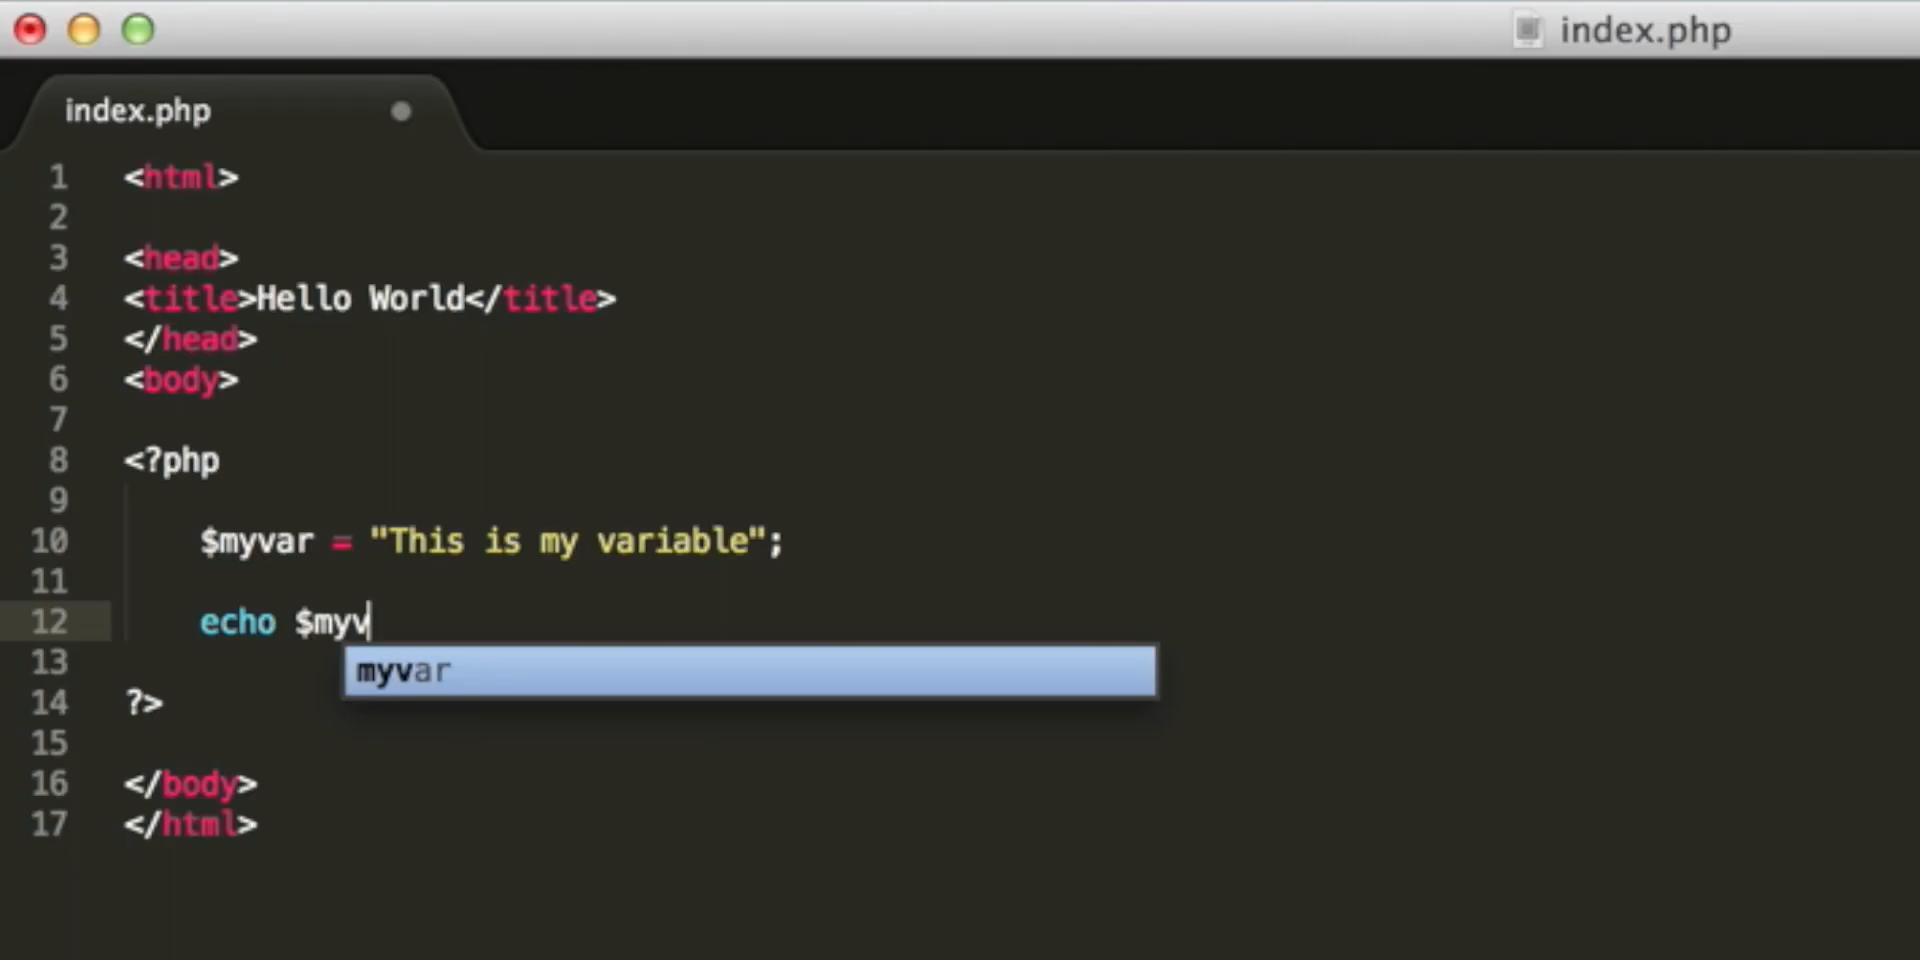 index.php
index.php
1 <html>
2
3 <head>
4 <title>Hello World</title>
5 </head>
6 <body>
7
8 <?php
9
10 $myvar = "This is my variable";
11
12 echo $myv
myvar
13
14 ?>
15
16 </body>
17 </html>